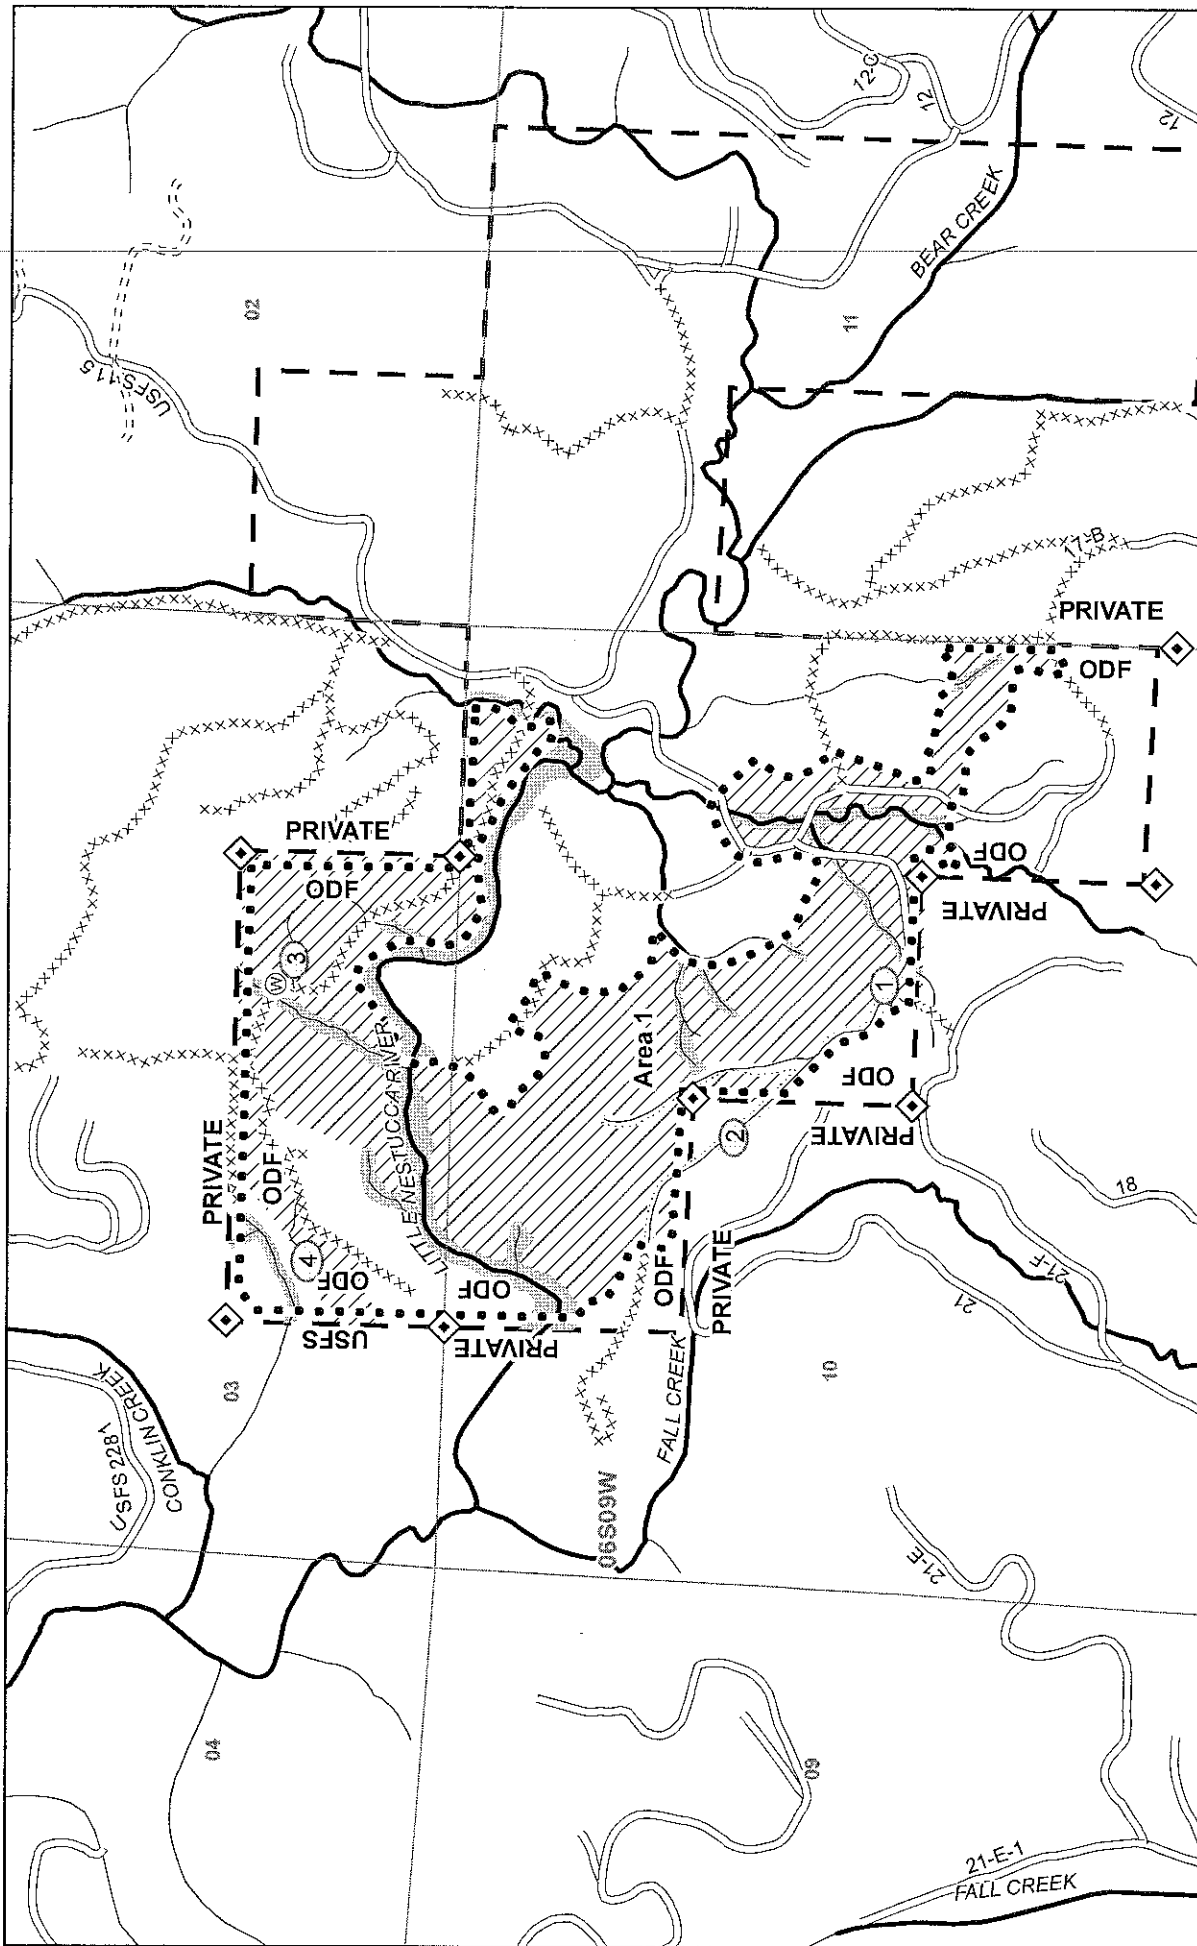 12-C
12
12
BEAR CREEK
02
USFS 115
11
17-B
PRIVATE
ODF
PRIVATE
ODF
ODF
PRIVATE
3
W
1
Area 1
LITTLE NESTUCCA RIVER
ODF
PRIVATE
2
PRIVATE
ODF
4
ODF
USFS
ODF
PRIVATE
ODF
PRIVATE
18
21-F
21
03
CONKLIN CREEK
USFS 2281
FALL CREEK
10
06S09W
21-E
04
09
21-E-1
FALL CREEK